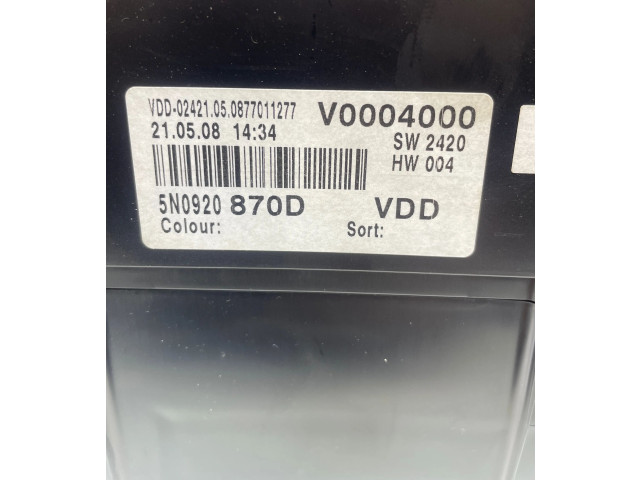 VDD-02421.05.0877011277 V0004000
21.05.08 14:34 SW 2420
HW 004
5N0920 870D VDD
Colour: Sort: